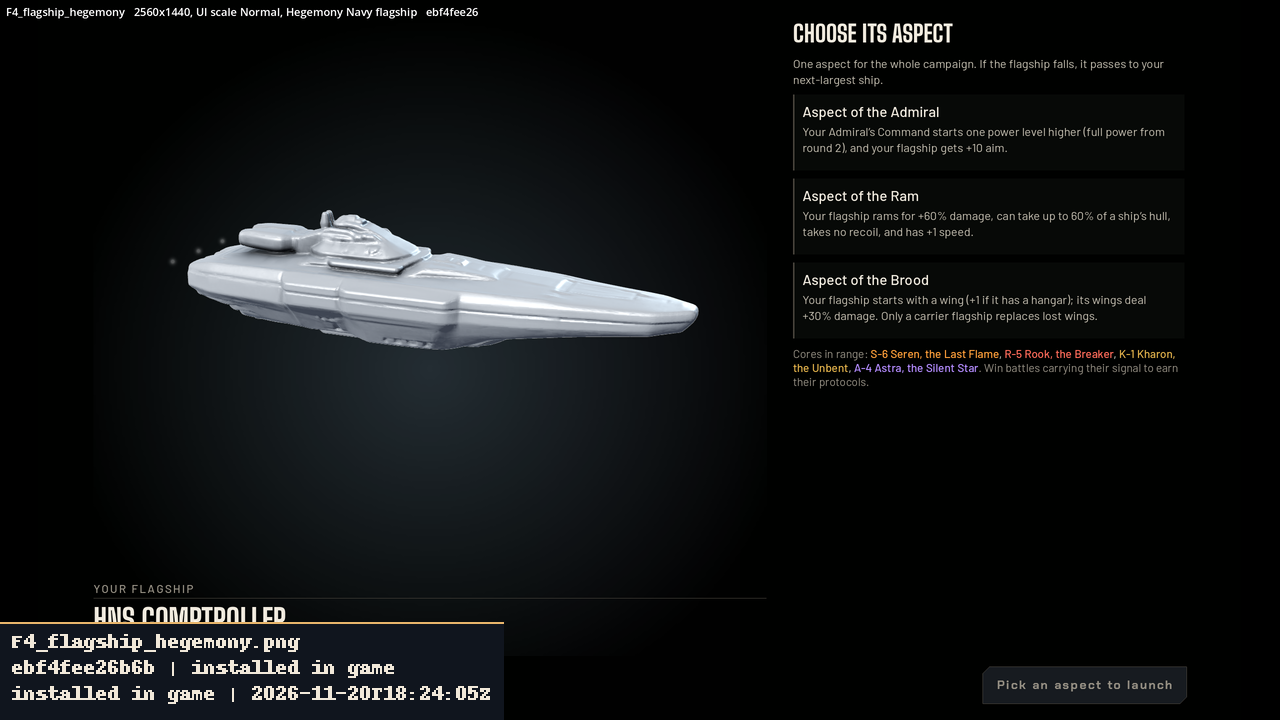 F4_flagship_hegemony 2560x1440, UI scale Normal, Hegemony Navy flagship ebf4fee26
CHOOSE ITS ASPECT
One aspect for the whole campaign. If the flagship falls, it passes to your
next-largest ship.
Aspect of the Admiral
Your Admiral's Command starts one power level higher (full power from
round 2), and your flagship gets +10 aim.
Aspect of the Ram
Your flagship rams for +60% damage, can take up to 60% of a ship's hull,
takes no recoil, and has +1 speed.
Aspect of the Brood
Your flagship starts with a wing (+1 if it has a hangar); its wings deal
+30% damage. Only a carrier flagship replaces lost wings.
Cores in range: S-6 Seren, the Last Flame, R-5 Rook, the Breaker, K-1 Kharon,
the Unbent, A-4 Astra, the Silent Star. Win battles carrying their signal to earn
their protocols.
YOUR FLAGSHIP
HNS COMPTROLLER
F4_flagship_hegemony.png
ebf4fee26b6b | installed in game
installed in game | 2026-11-20T18:24:05Z
Pick an aspect to launch